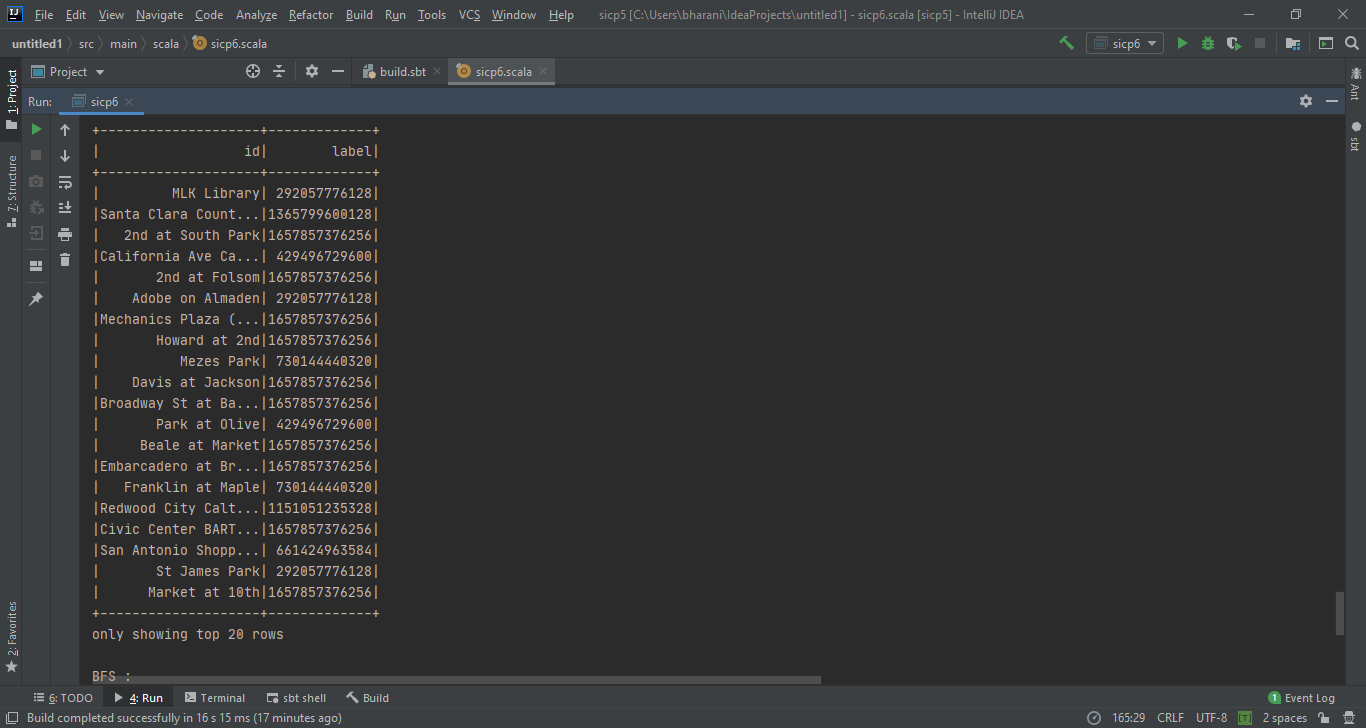 File Edit View Navigate Code Analyze Refactor Build Run Tools VCS Window Help sicp5 [C:\Users\bharani\IdeaProjects\untitled1] - sicp6.scala [sicp5] - IntelliJ IDEA
untitled1 src main scala sicp6.scala sicp6
Project build.sbt sicp6.scala
Run: sicp6
1: Project
7: Structure
2: Favorites
Ant
sbt
+--------------------+-------------+
|                  id|        label|
+--------------------+-------------+
|         MLK Library| 292057776128|
|Santa Clara Count...|1365799600128|
|   2nd at South Park|1657857376256|
|California Ave Ca...| 429496729600|
|       2nd at Folsom|1657857376256|
|    Adobe on Almaden| 292057776128|
|Mechanics Plaza (...|1657857376256|
|       Howard at 2nd|1657857376256|
|          Mezes Park| 730144440320|
|    Davis at Jackson|1657857376256|
|Broadway St at Ba...|1657857376256|
|       Park at Olive| 429496729600|
|     Beale at Market|1657857376256|
|Embarcadero at Br...|1657857376256|
|   Franklin at Maple| 730144440320|
|Redwood City Calt...|1151051235328|
|Civic Center BART...|1657857376256|
|San Antonio Shopp...| 661424963584|
|       St James Park| 292057776128|
|      Market at 10th|1657857376256|
+--------------------+-------------+
only showing top 20 rows
BFS :
6: TODO 4: Run Terminal sbt shell Build 1 Event Log
Build completed successfully in 16 s 15 ms (17 minutes ago) 165:29 CRLF UTF-8 2 spaces